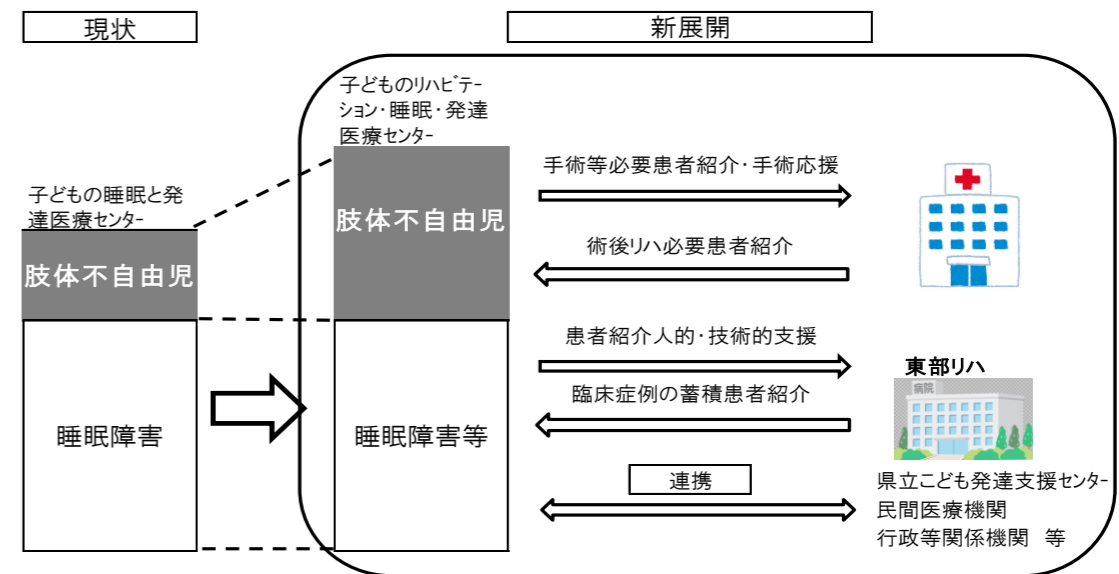 現状
新展開
子どもの睡眠と発
達医療センター
肢体不自由児
睡眠障害
子どものリハビテー
ション・睡眠・発達
医療センター
肢体不自由児
睡眠障害等
手術等必要患者紹介・手術応援
術後リハ必要患者紹介
患者紹介人的・技術的支援
臨床症例の蓄積患者紹介
連携
東部リハ
病院
県立こども発達支援センター
民間医療機関
行政等関係機関　等